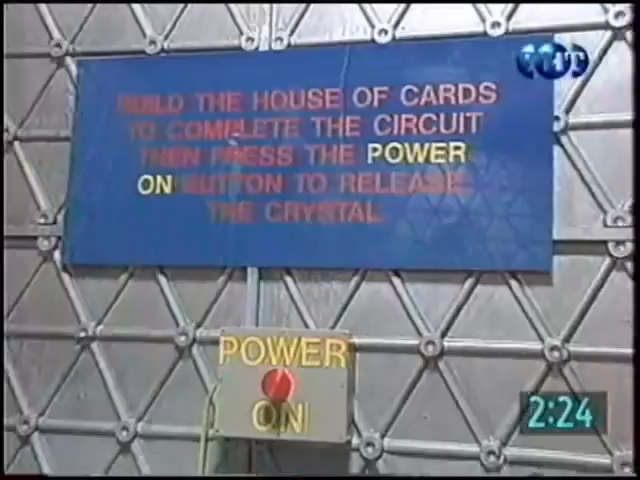 BUILD THE HOUSE OF CARDS
TO COMPLETE THE CIRCUIT
THEN PRESS THE POWER
ON BUTTON TO RELEASE
THE CRYSTAL
POWER
ON
2:24